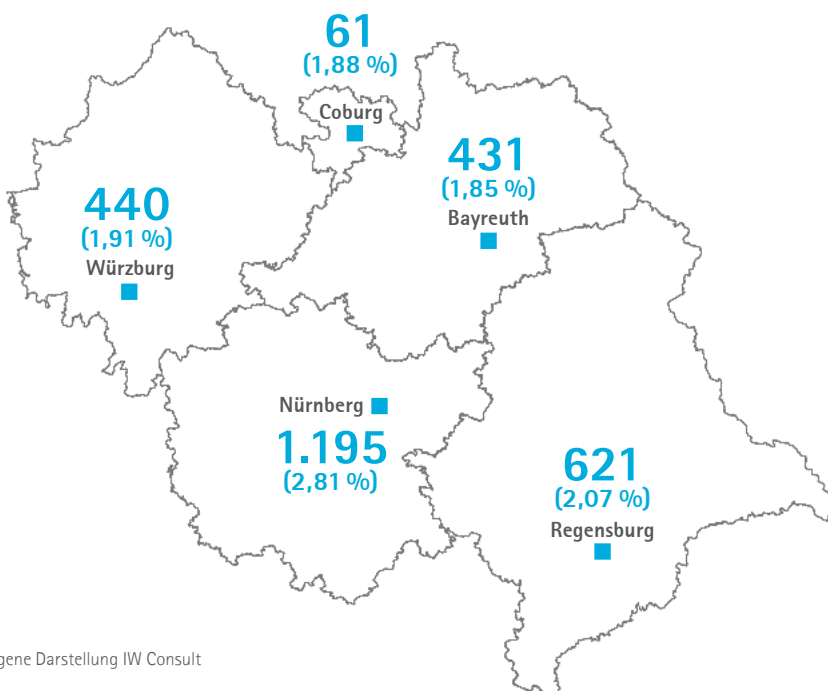 61
(1,88 %)
Coburg
431
(1,85 %)
Bayreuth
440
(1,91 %)
Würzburg
Nürnberg
1.195
(2,81 %)
621
(2,07 %)
Regensburg
gene Darstellung IW Consult